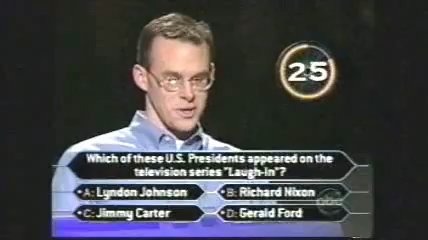 25
Which of these U.S. Presidents appeared on the
television series "Laugh-In"?
A: Lyndon Johnson
B: Richard Nixon
C: Jimmy Carter
D: Gerald Ford
abc